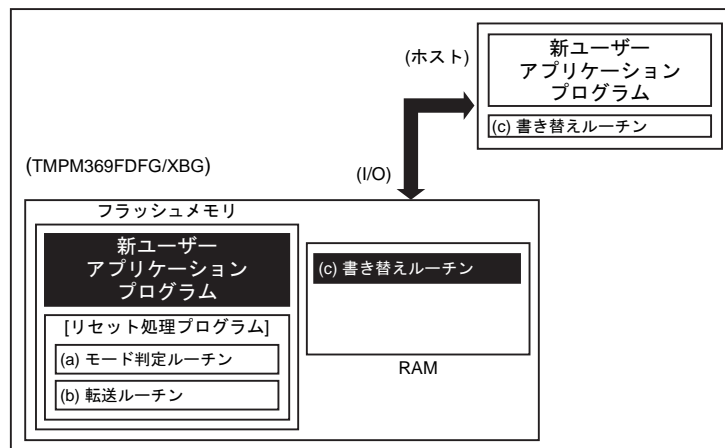 (ホスト)
新ユーザー
アプリケーション
プログラム
(c) 書き替えルーチン
(TMPM369FDFG/XBG)
(I/O)
フラッシュメモリ
新ユーザー
アプリケーション
プログラム
[リセット処理プログラム]
(a) モード判定ルーチン
(b) 転送ルーチン
(c) 書き替えルーチン
RAM